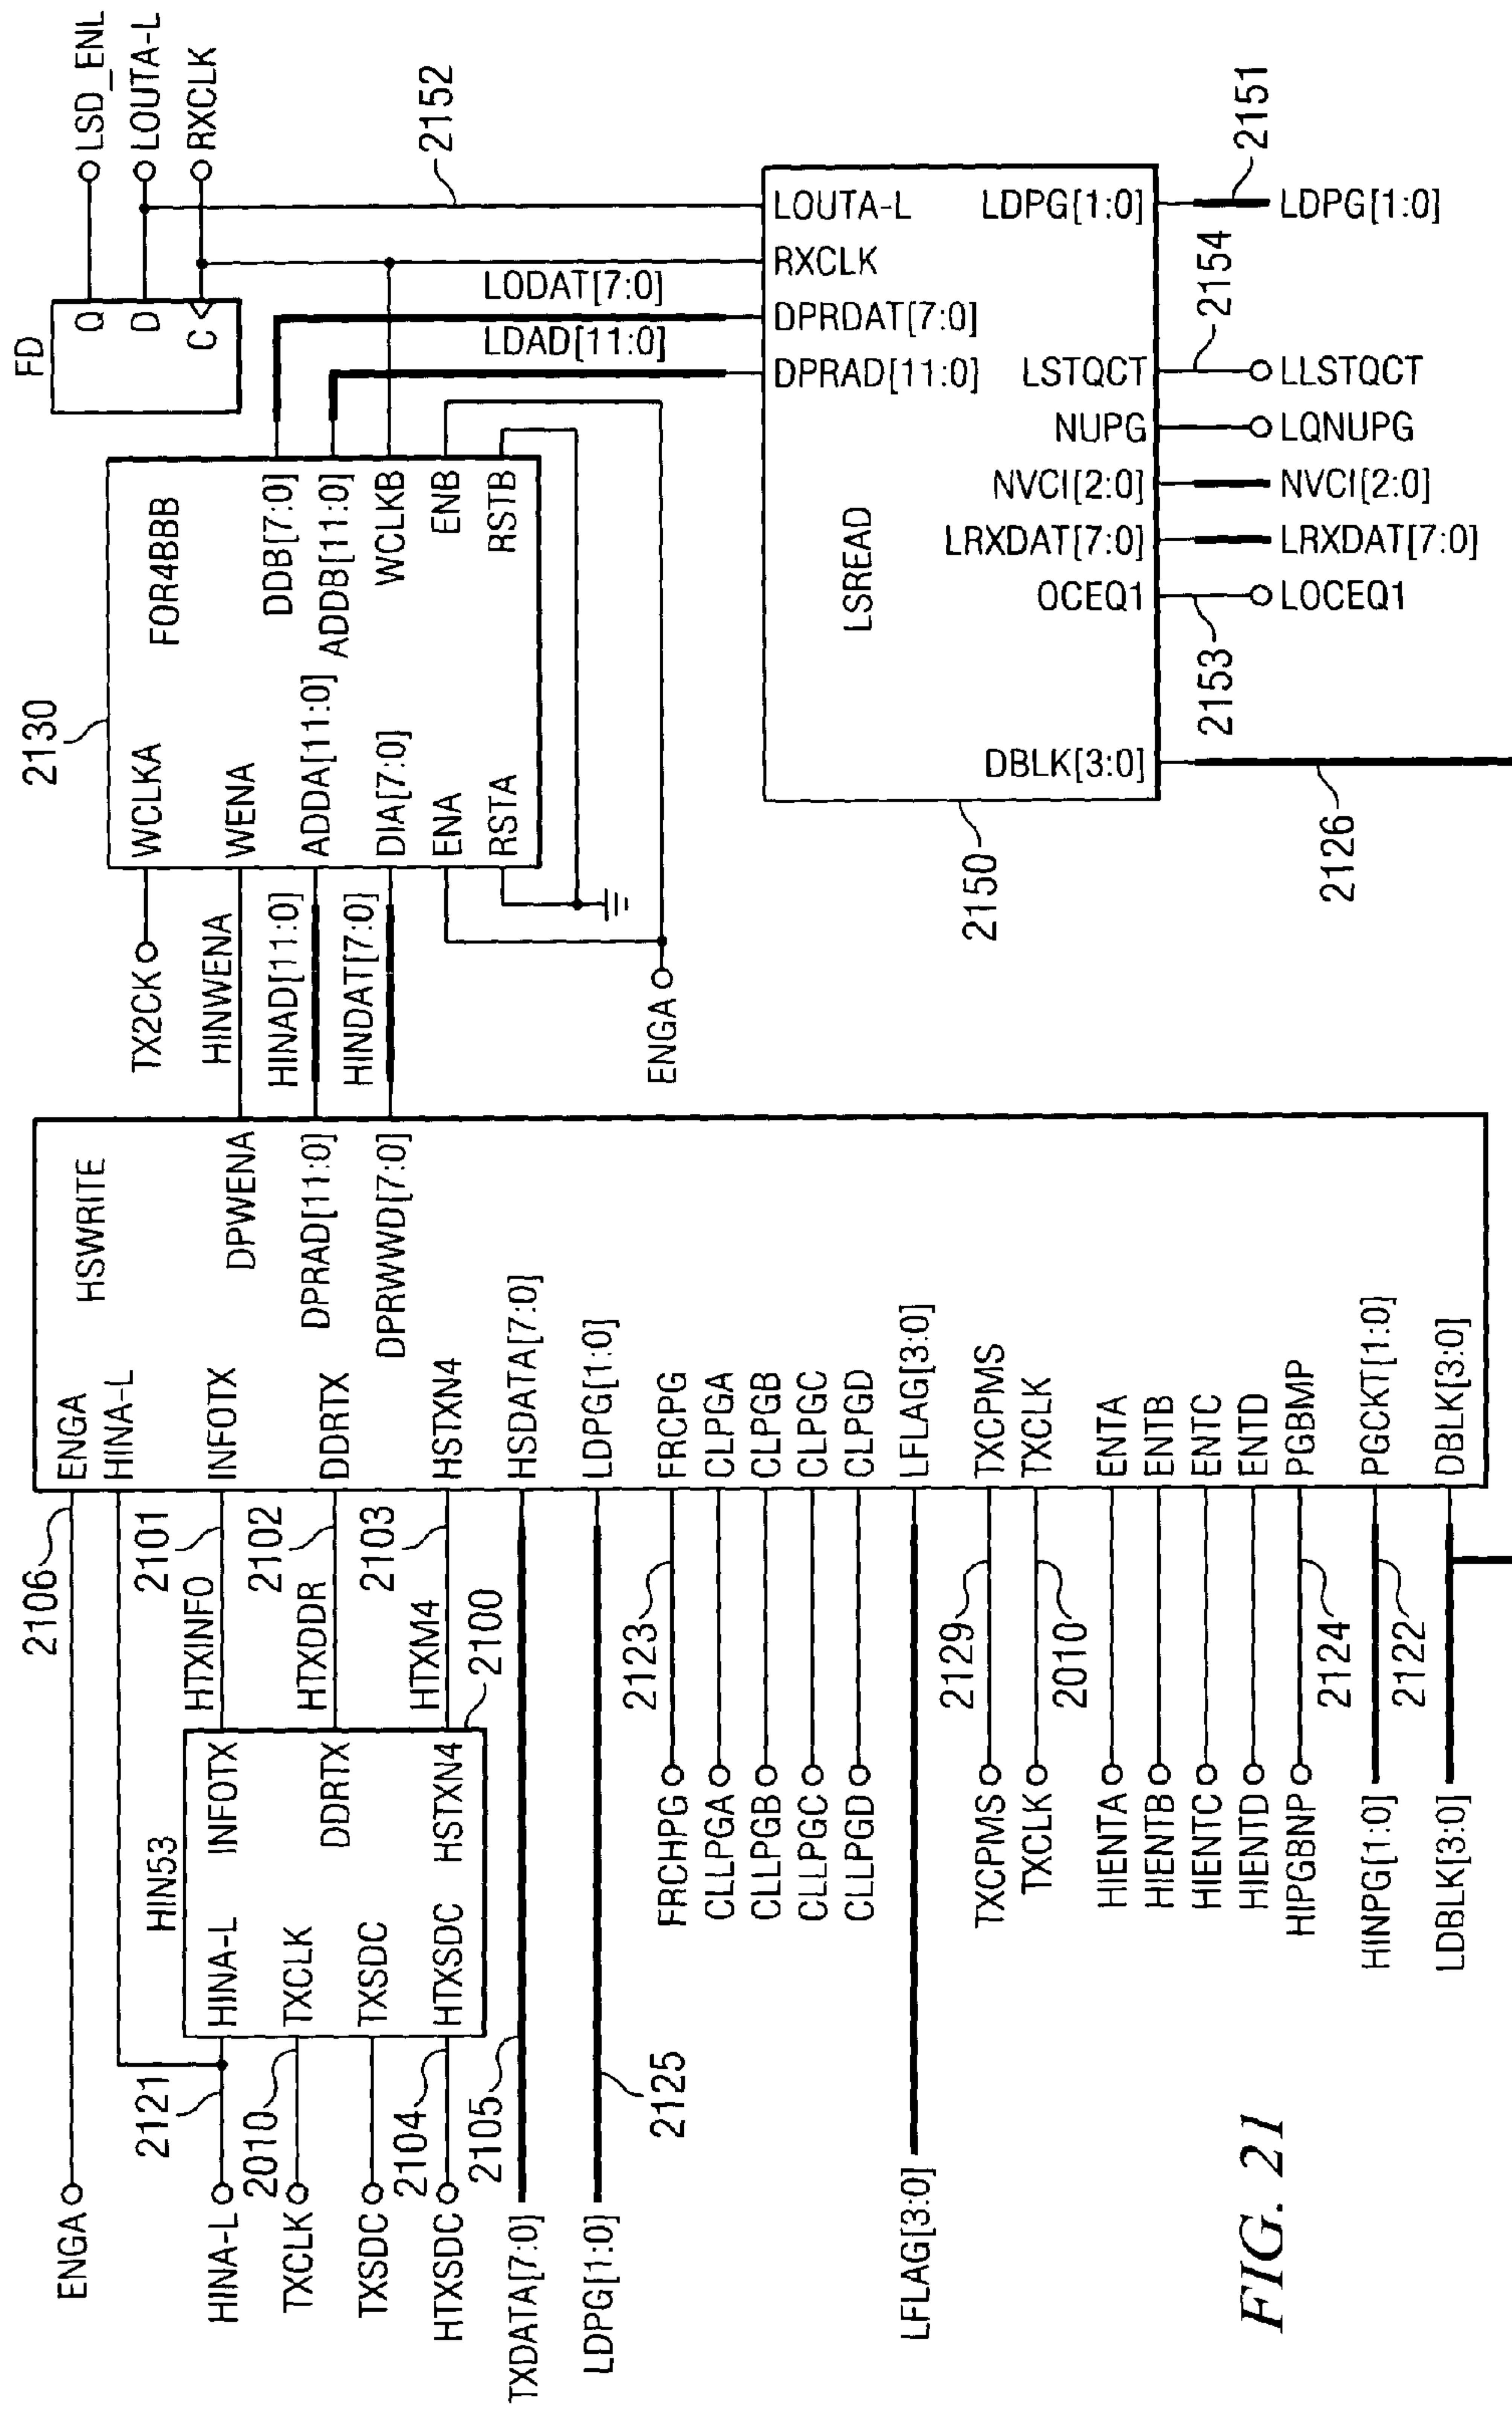 ENGA
2106
ENGA
HINA-L
2121
HINA-L
TXCLK
2010
TXSDC
HTXSDC
2104
HIN53
HINA-L
INFOTX
TXCLK
DDRTX
TXSDC
HTXSDC
HSTXN4
2100
HTXINFO
2101
INFOTX
HTXDDR
2102
DDRTX
HTXM4
2103
HSTXN4
TXDATA[7:0]
2105
HSDATA[7:0]
LDPG[1:0]
2125
LDPG[1:0]
FRCHPG
2123
FRCPG
CLLPGA
CLPGA
CLLPGB
CLPGB
CLLPGC
CLPGC
CLLPGD
CLPGD
LFLAG[3:0]
LFLAG[3:0]
TXCPMS
2129
TXCPMS
TXCLK
2010
TXCLK
HIENTA
ENTA
HIENTB
ENTB
HIENTC
ENTC
HIENTD
ENTD
HIPGBNP
2124
PGBMP
HINPG[1:0]
2122
PGCKT[1:0]
LDBLK[3:0]
DBLK[3:0]
HSWRITE
DPWENA
DPRAD[11:0]
DPRWWD[7:0]
TX2CK
HINWENA
HINAD[11:0]
HINDAT[7:0]
ENGA
2130
WCLKA
FOR4BBB
WENA
DDB[7:0]
ADDA[11:0]
ADDB[11:0]
DIA[7:0]
WCLKB
ENA
ENB
RSTA
RSTB
FD
Q
D
C
LSD_ENL
LOUTA-L
RXCLK
2152
LODAT[7:0]
LDAD[11:0]
LOUTA-L
RXCLK
DPRDAT[7:0]
DPRAD[11:0]
LSREAD
2150
LDPG[1:0]
2151
LDPG[1:0]
LSTQCT
2154
LLSTQCT
NUPG
LQNUPG
NVCI[2:0]
NVCI[2:0]
LRXDAT[7:0]
LRXDAT[7:0]
OCEQ1
2153
LOCEQ1
DBLK[3:0]
2126
FIG. 21